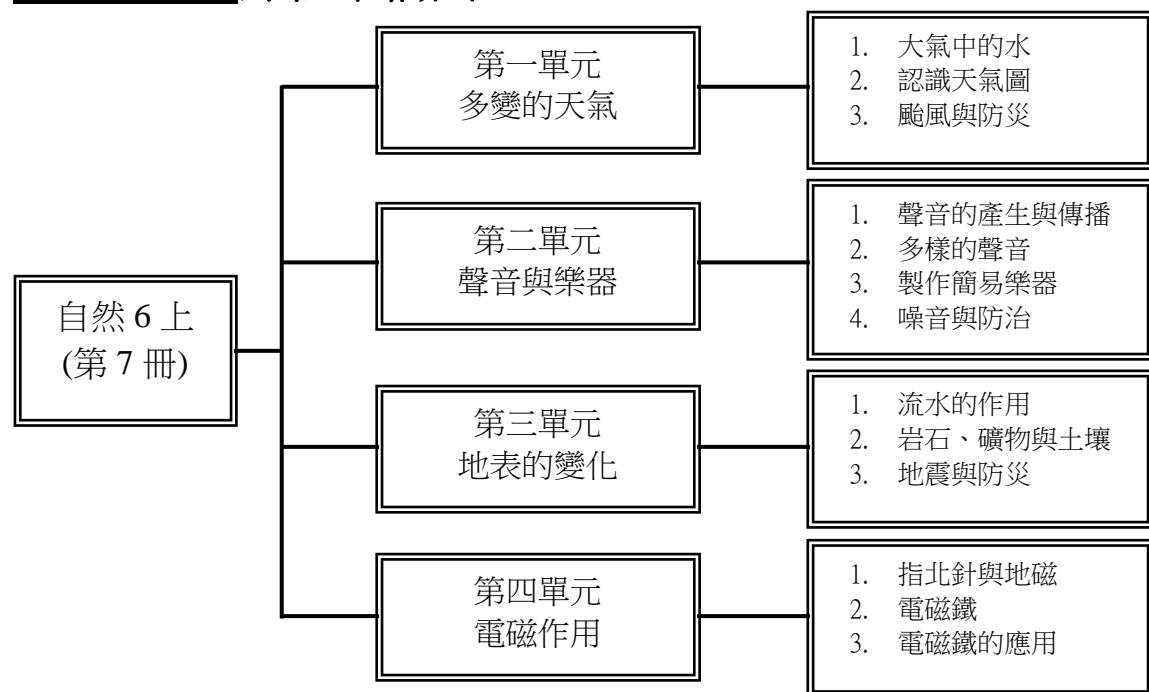 自然 6 上
(第 7 冊)
第一單元
多變的天氣
1. 大氣中的水
2. 認識天氣圖
3. 颱風與防災
第二單元
聲音與樂器
1. 聲音的產生與傳播
2. 多樣的聲音
3. 製作簡易樂器
4. 噪音與防治
第三單元
地表的變化
1. 流水的作用
2. 岩石、礦物與土壤
3. 地震與防災
第四單元
電磁作用
1. 指北針與地磁
2. 電磁鐵
3. 電磁鐵的應用